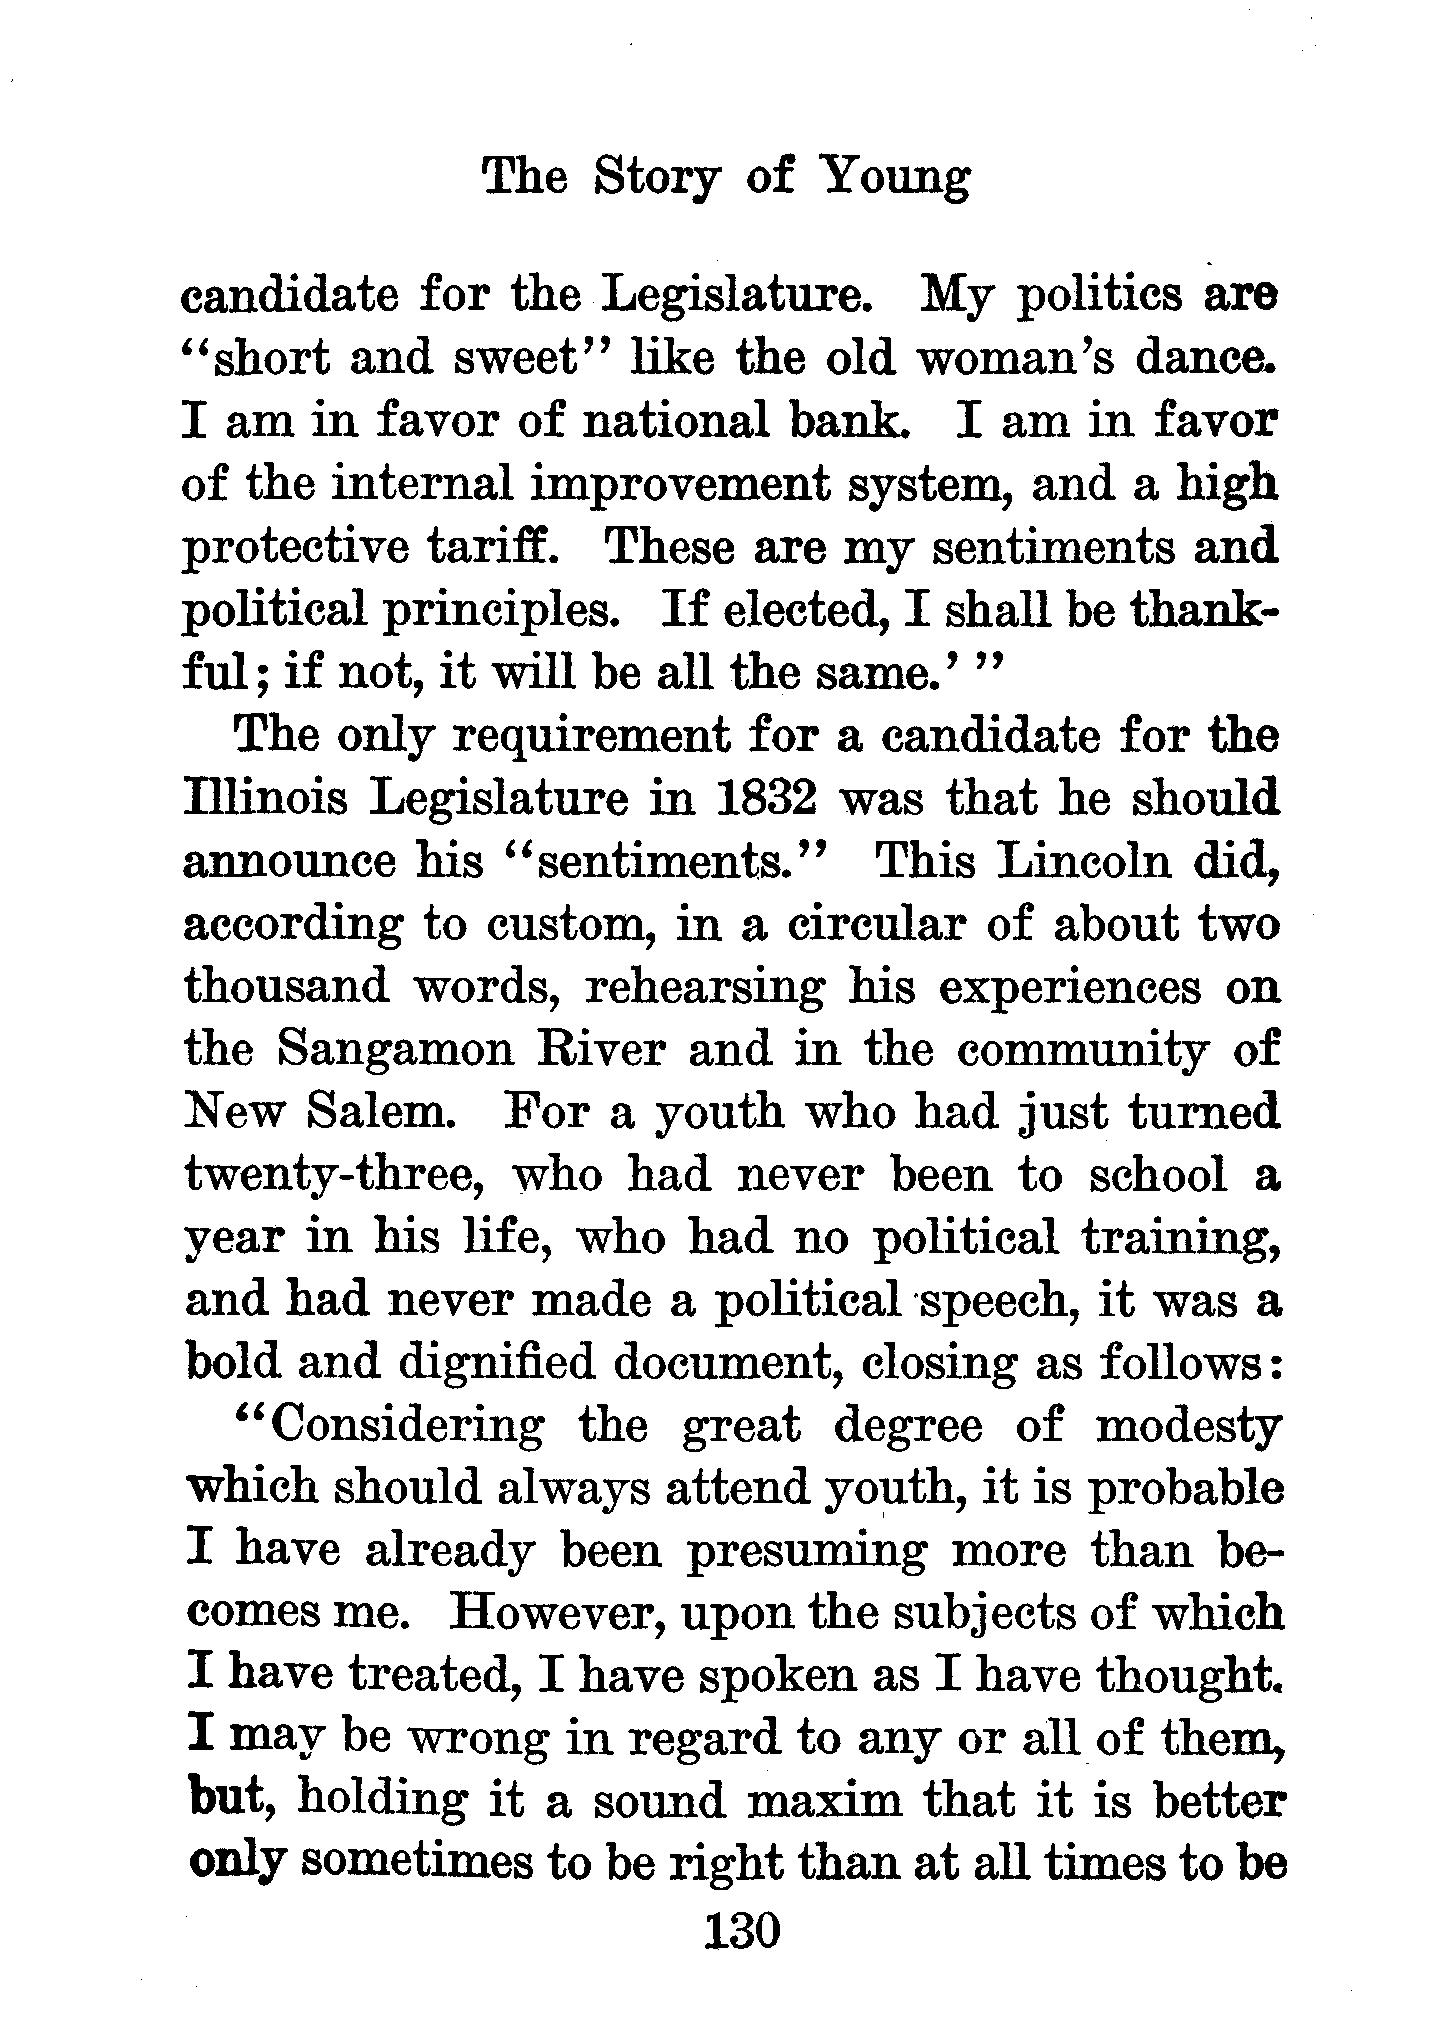 The Story of Young
candidate for the Legislature. My politics are
"short and sweet" like the old woman's dance.
I am in favor of national bank. I am in favor
of the internal improvement system, and a high
protective tariff. These are my sentiments and
political principles. If elected, I shall be thank-
ful; if not, it will be all the same.' "
The only requirement for a candidate for the
Illinois Legislature in 1832 was that he should
announce his "sentiments." This Lincoln did,
according to custom, in a circular of about two
thousand words, rehearsing his experiences on
the Sangamon River and in the community of
New Salem. For a youth who had just turned
twenty-three, who had never been to school a
year in his life, who had no political training,
and had never made a political speech, it was a
bold and dignified document, closing as follows:
"Considering the great degree of modesty
which should always attend youth, it is probable
I have already been presuming more than be-
comes me. However, upon the subjects of which
I have treated, I have spoken as I have thought.
I may be wrong in regard to any or all of them,
but, holding it a sound maxim that it is better
only sometimes to be right than at all times to be
130